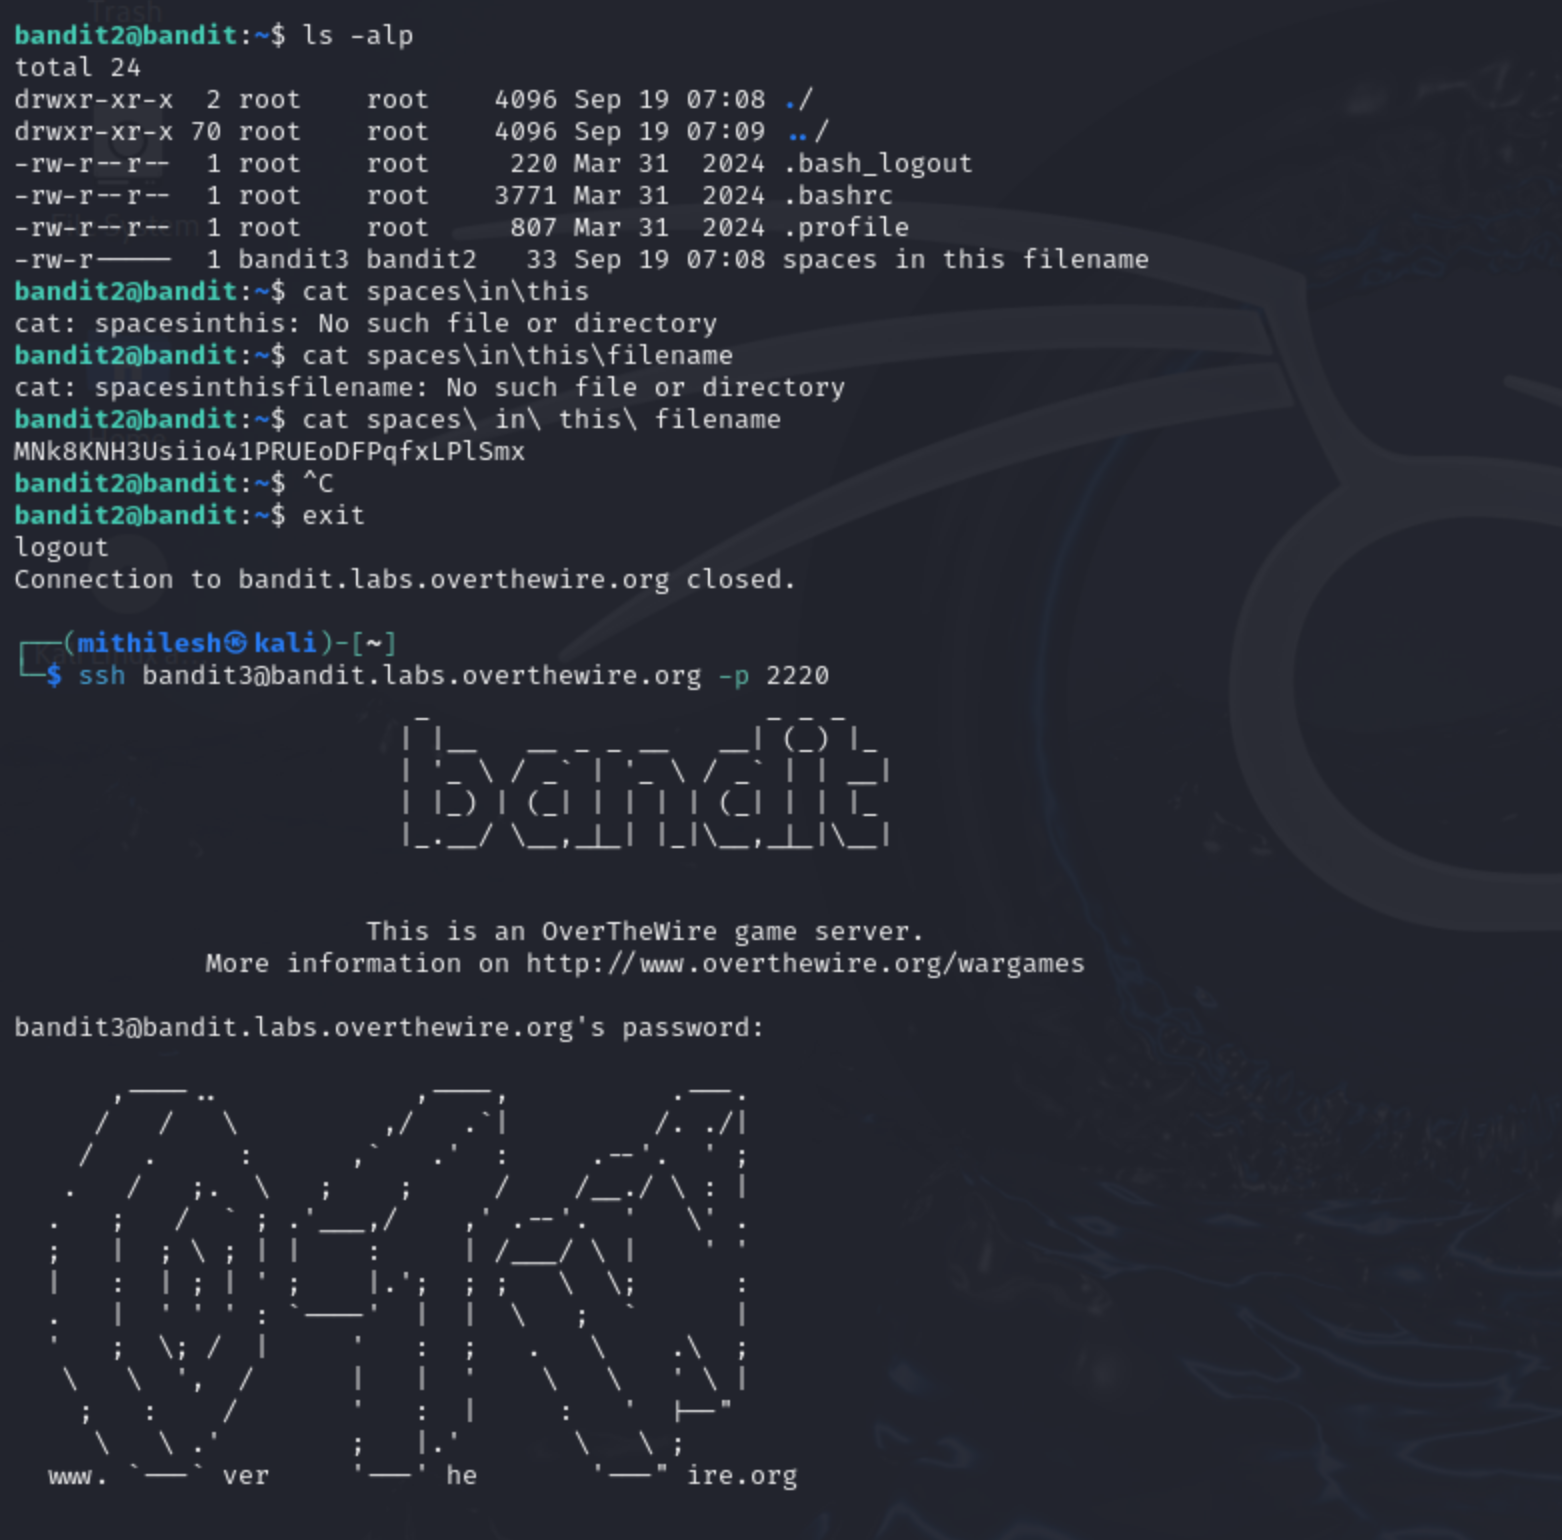 Trash
bandit2@bandit:~$ ls -alp
total 24
drwxr-xr-x  2 root    root    4096 Sep 19 07:08 ./
drwxr-xr-x 70 root    root    4096 Sep 19 07:09 ../
-rw-r--r--  1 root    root     220 Mar 31  2024 .bash_logout
-rw-r--r--  1 root    root    3771 Mar 31  2024 .bashrc
File System
-rw-r--r--  1 root    root     807 Mar 31  2024 .profile
-rw-r-----  1 bandit3 bandit2   33 Sep 19 07:08 spaces in this filename
bandit2@bandit:~$ cat spaces\in\this
cat: spacesinthis: No such file or directory
bandit2@bandit:~$ cat spaces\in\this\filename
cat: spacesinthisfilename: No such file or directory
bandit2@bandit:~$ cat spaces\ in\ this\ filename
MNk8KNH3Usiio41PRUEoDFPqfxLPlSmx
bandit2@bandit:~$ ^C
bandit2@bandit:~$ exit
logout
Connection to bandit.labs.overthewire.org closed.
┌──(mithilesh㉿kali)-[~]
└─$ ssh bandit3@bandit.labs.overthewire.org -p 2220
bandit
This is an OverTheWire game server.
More information on http://www.overthewire.org/wargames
bandit3@bandit.labs.overthewire.org's password:
www. ver he ire.org